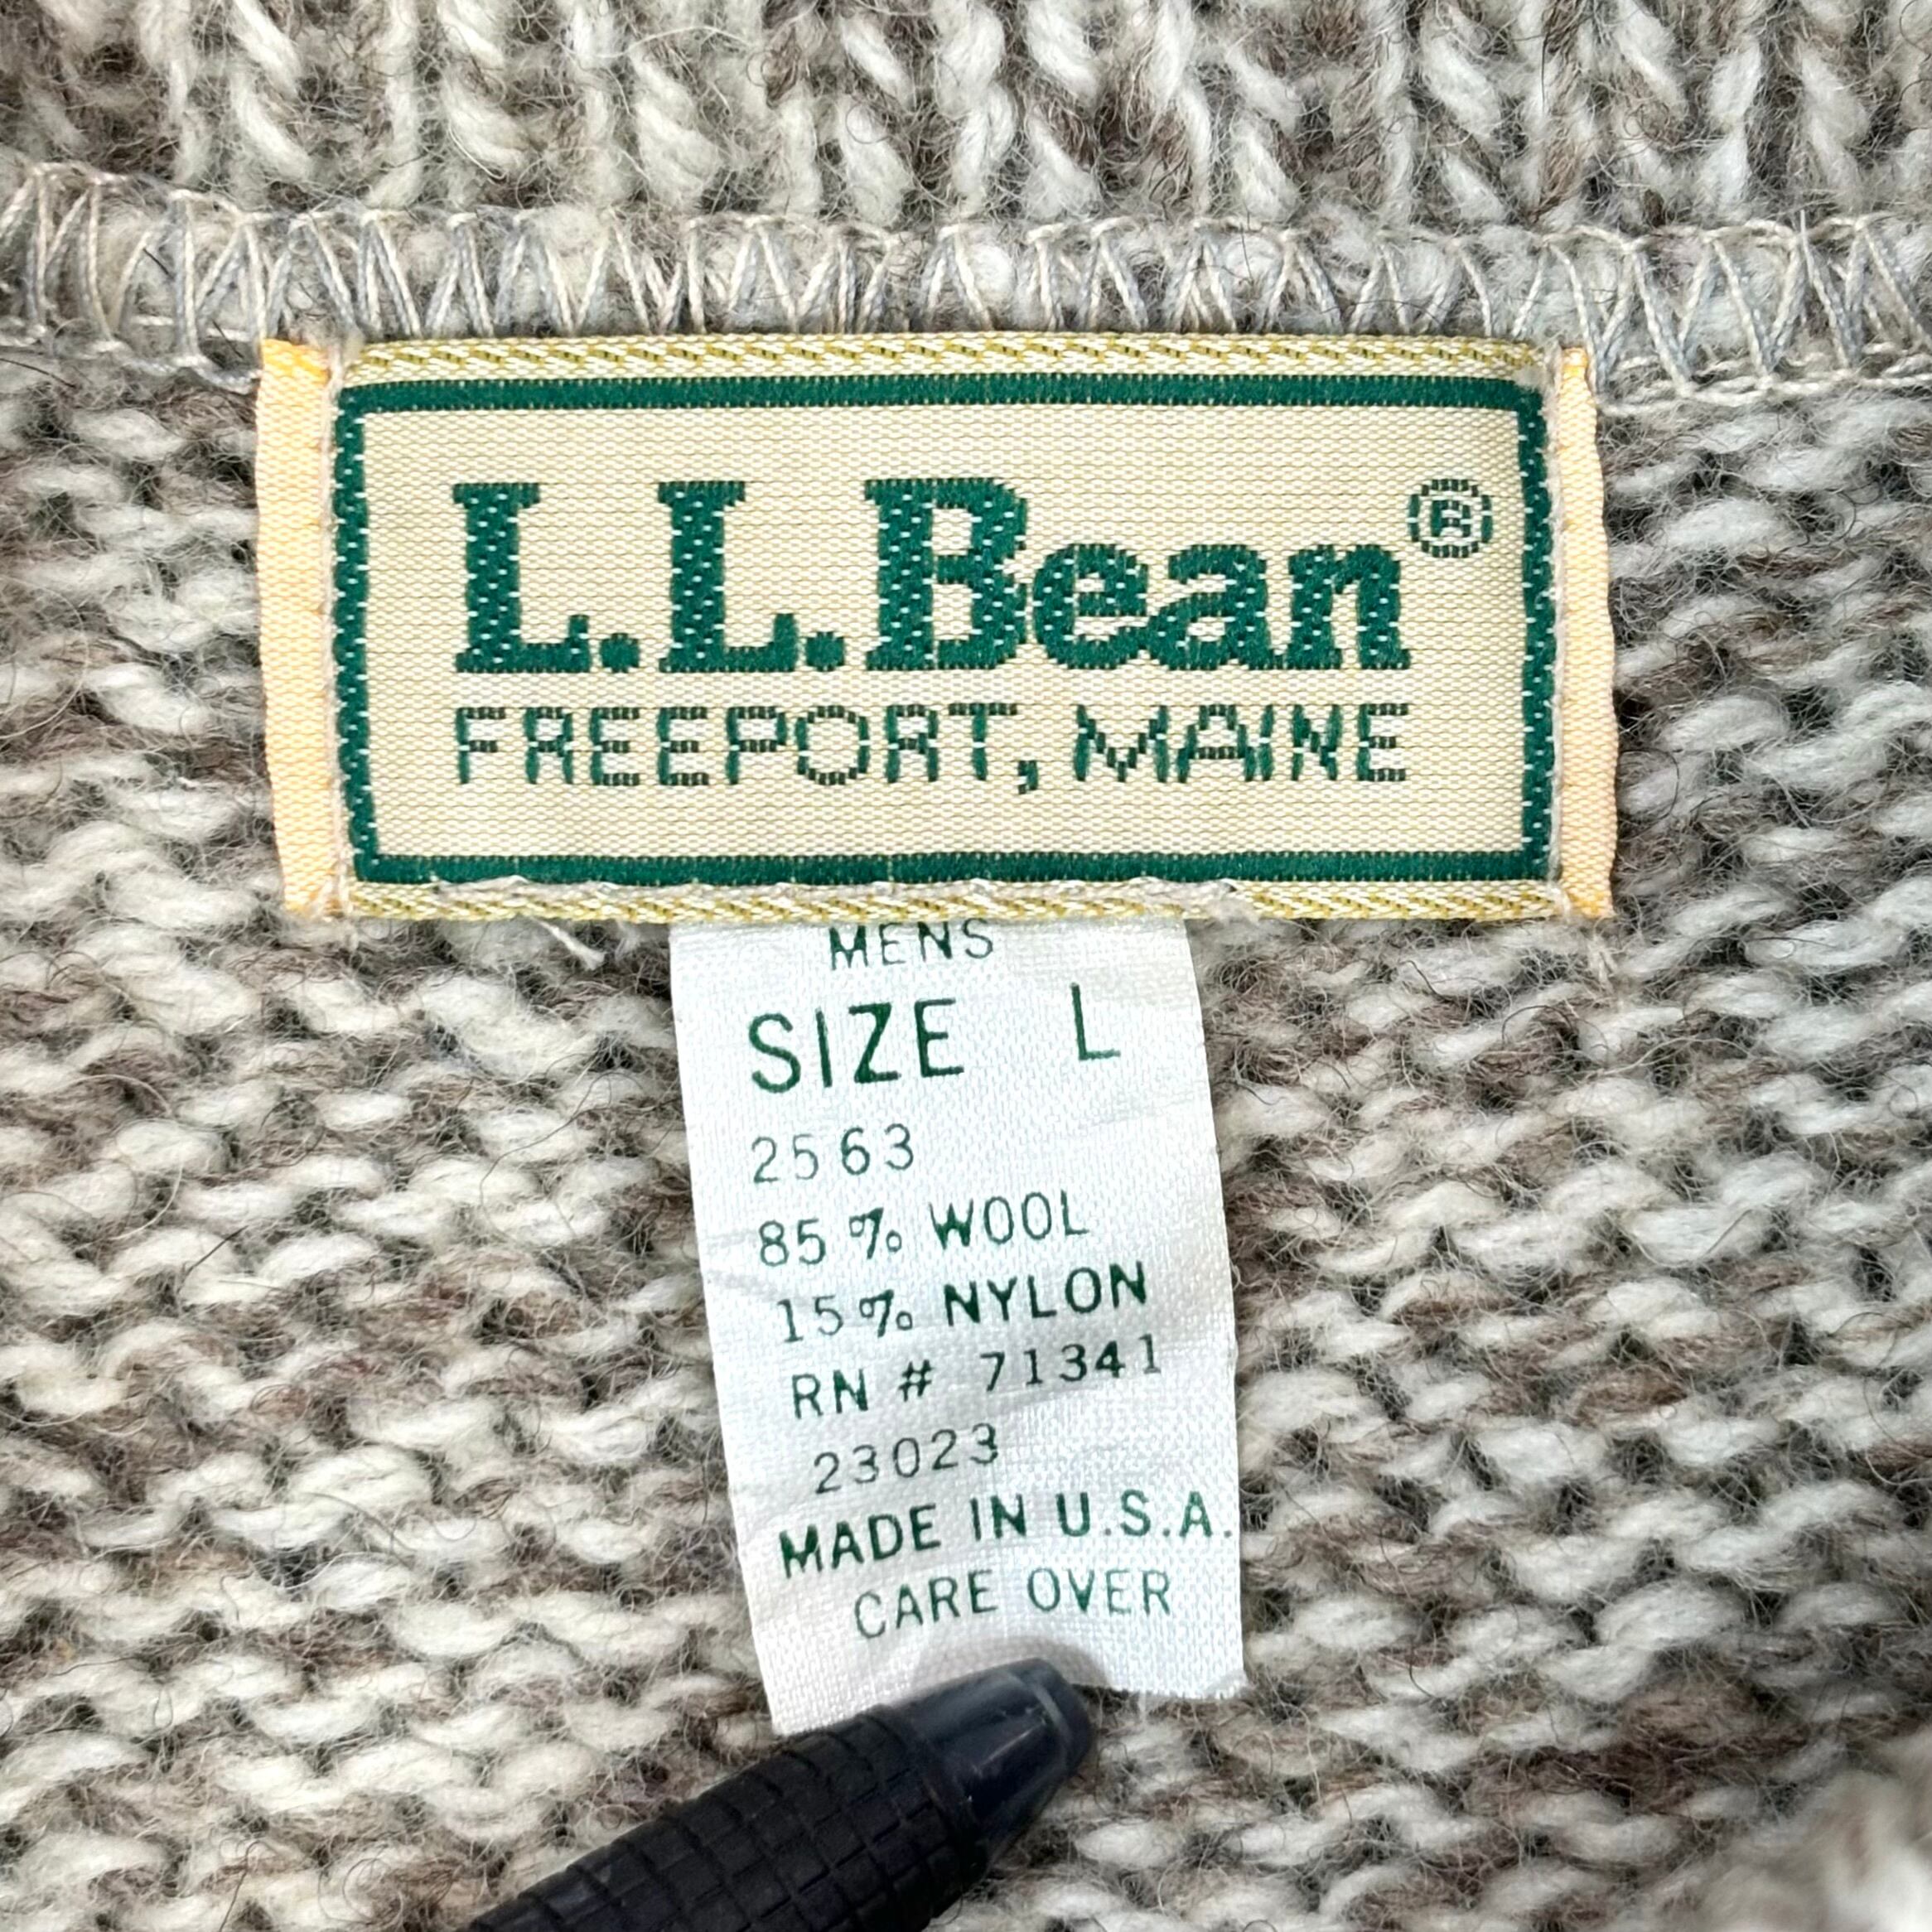 L.L.Bean®
FREEPORT, MAINE
MENS
SIZE L
2563
85% WOOL
15% NYLON
RN # 71341
23023
MADE IN U.S.A.
CARE OVER